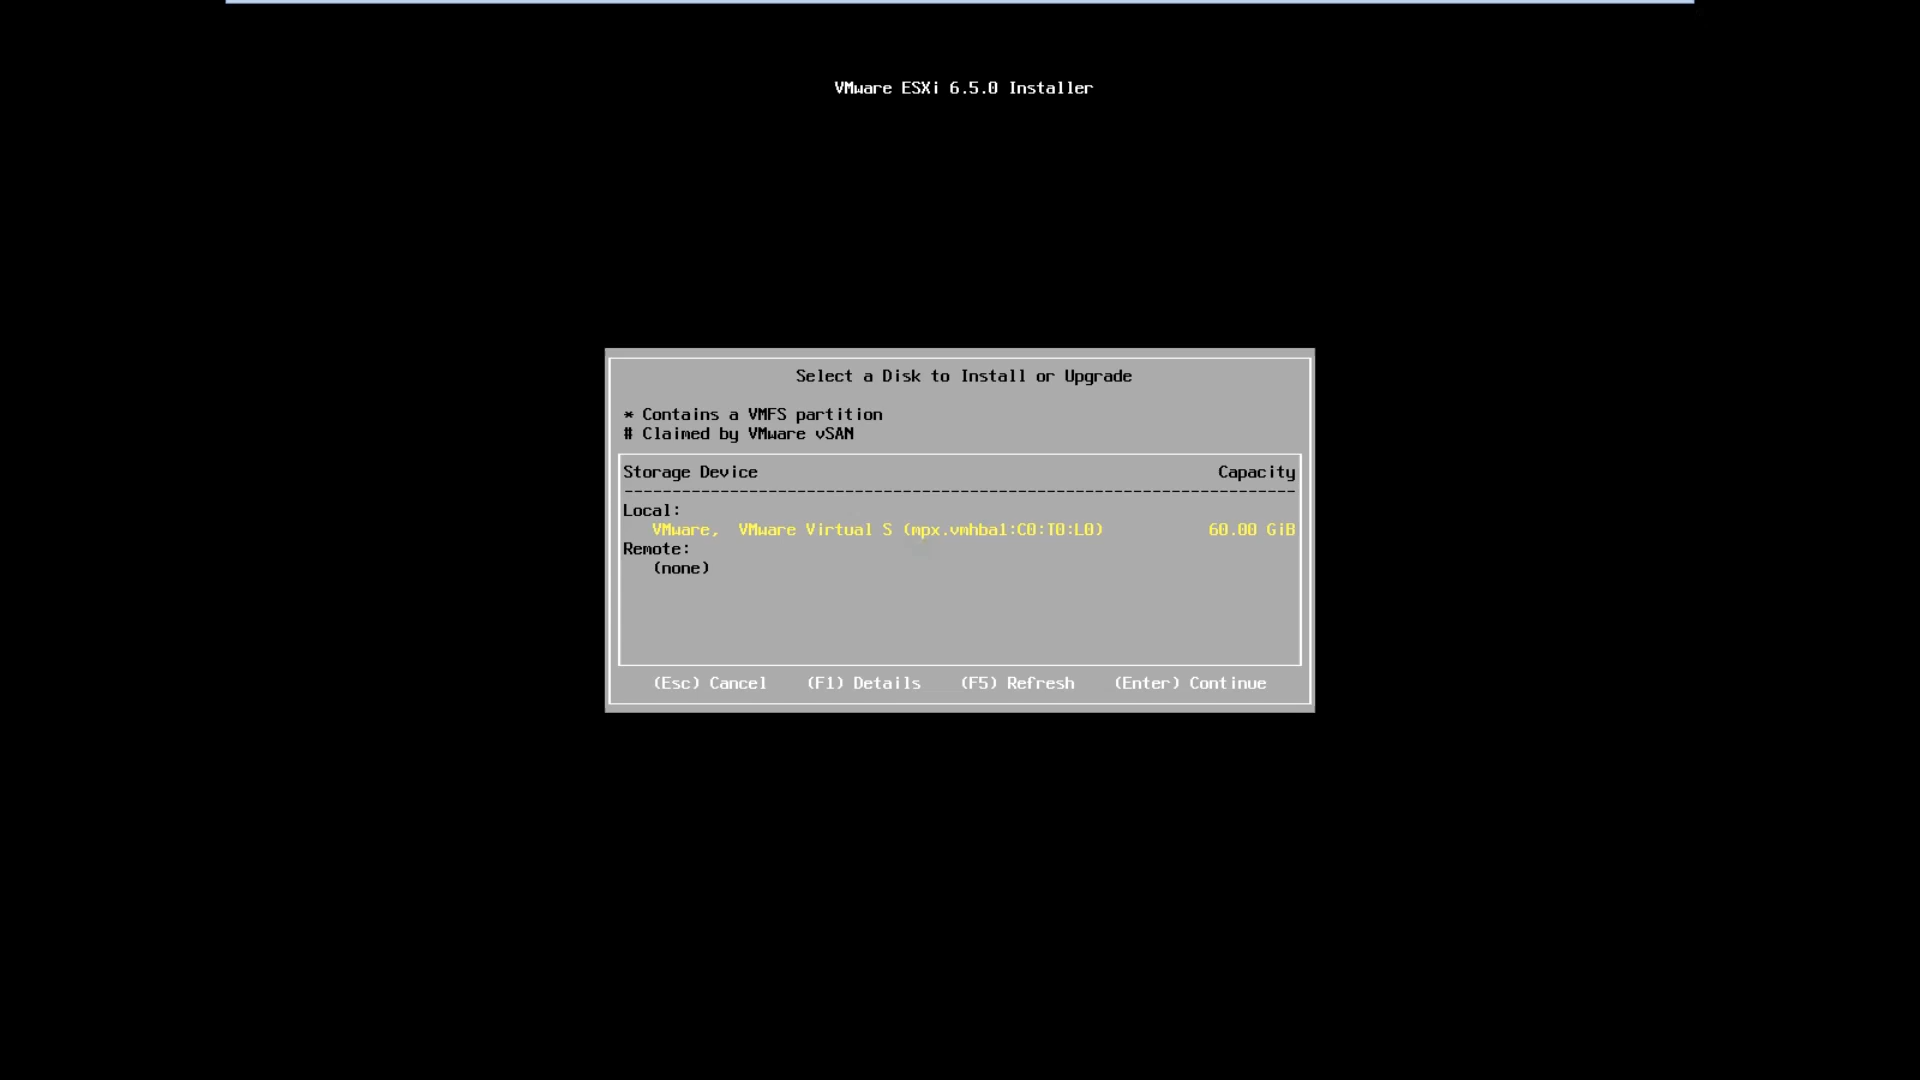 VMware ESXi 6.5.0 Installer
Select a Disk to Install or Upgrade
* Contains a VMFS partition
# Claimed by VMware vSAN
Storage Device Capacity
--------------------------------------------------------------------
Local:
VMware,  VMware Virtual S (mpx.vmhba1:C0:T0:L0) 60.00 GiB
Remote:
(none)
(Esc) Cancel (F1) Details (F5) Refresh (Enter) Continue